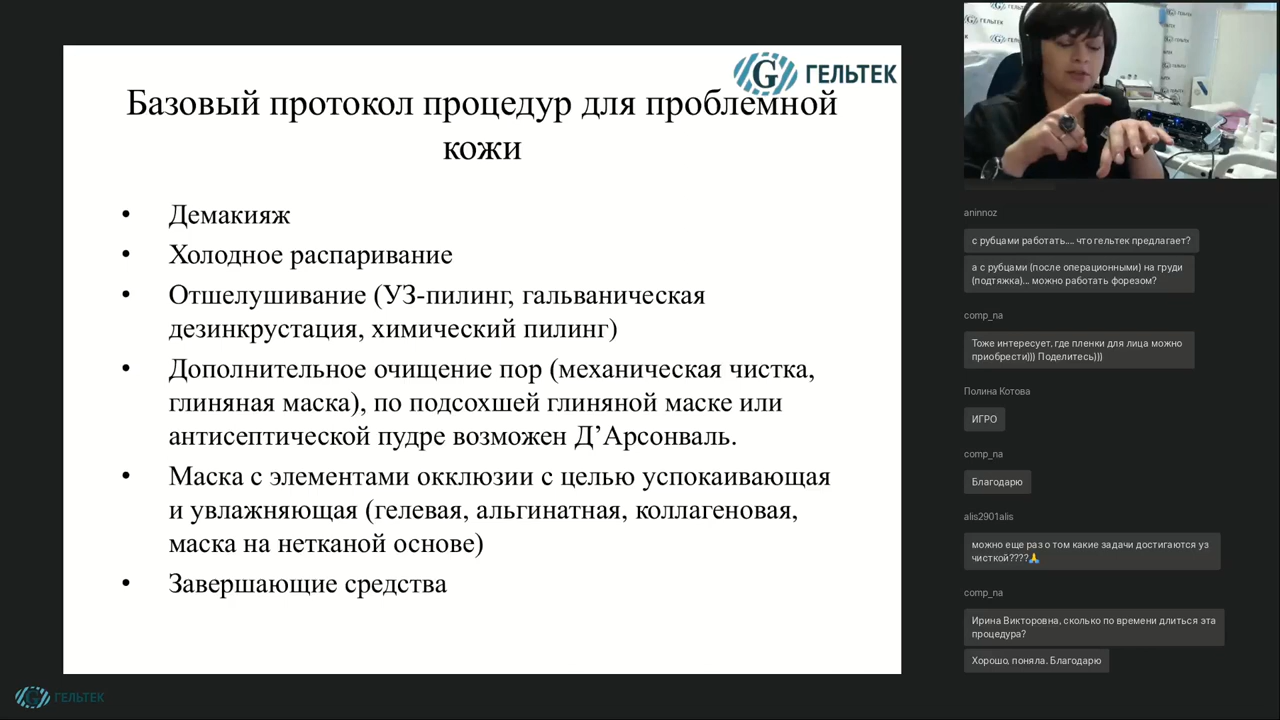 ГЕЛЬТЕК
Базовый протокол процедур для проблемной
кожи
• Демакияж
• Холодное распаривание
• Отшелушивание (УЗ-пилинг, гальваническая
дезинкрустация, химический пилинг)
• Дополнительное очищение пор (механическая чистка,
глиняная маска), по подсохшей глиняной маске или
антисептической пудре возможен Д’Арсонваль.
• Маска с элементами окклюзии с целью успокаивающая
и увлажняющая (гелевая, альгинатная, коллагеновая,
маска на нетканой основе)
• Завершающие средства
ГЕЛЬТЕК
aninnoz
с рубцами работать.... что гельтек предлагает?
а с рубцами (после операционными) на груди
(подтяжка)... можно работать форезом?
comp_na
Тоже интересует, где пленки для лица можно
приобрести))) Поделитесь)))
Полина Котова
ИГРО
comp_na
Благодарю
alis2901alis
можно еще раз о том какие задачи достигаются уз
чисткой????🙏
comp_na
Ирина Викторовна, сколько по времени длиться эта
процедура?
Хорошо, поняла. Благодарю